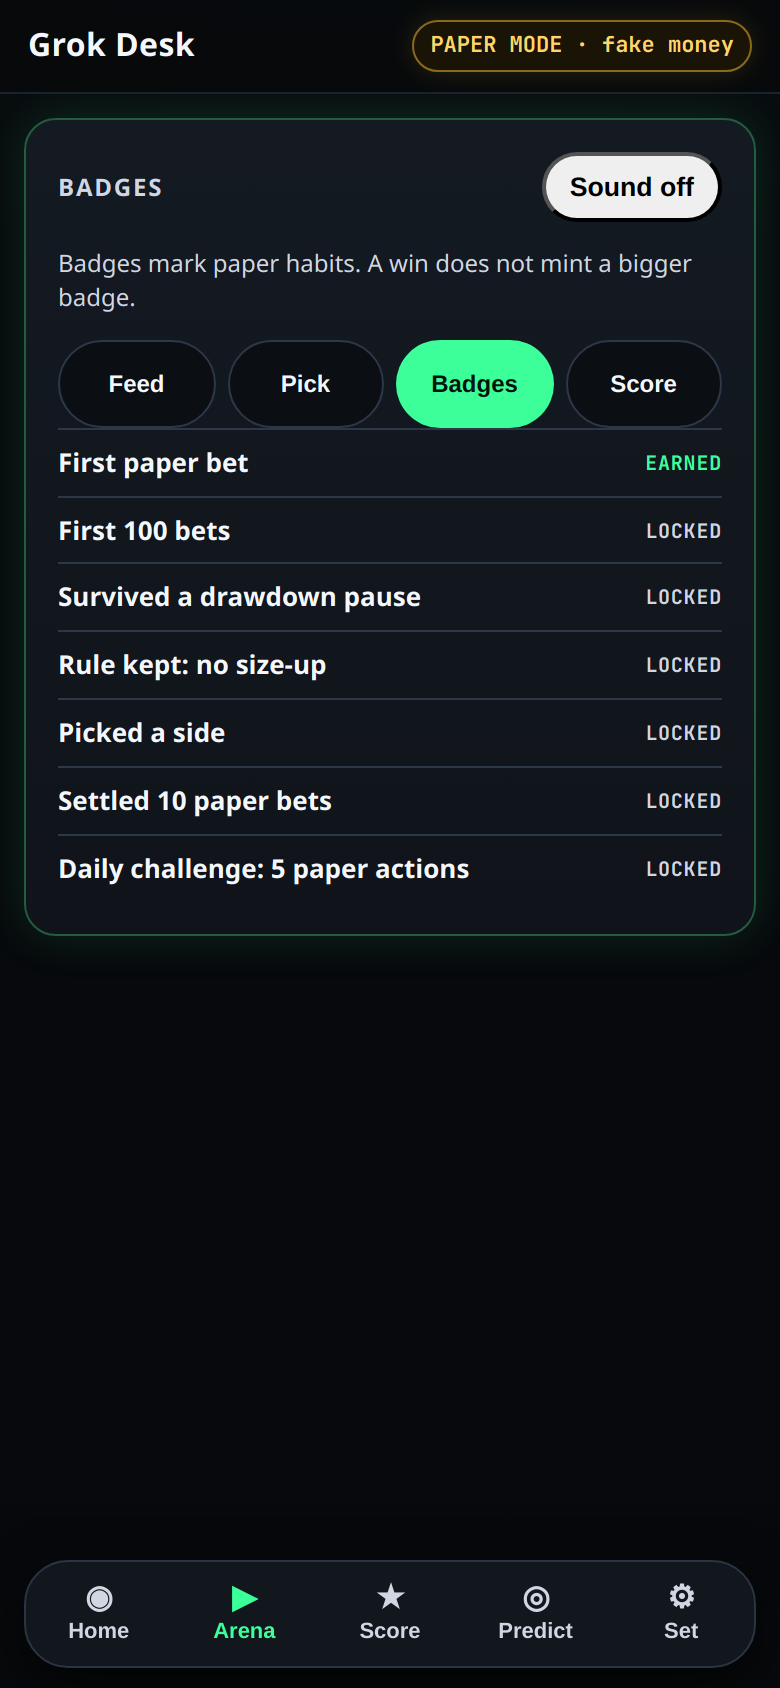 Grok Desk
PAPER MODE · fake money
BADGES
Sound off
Badges mark paper habits. A win does not mint a bigger
badge.
Feed
Pick
Badges
Score
First paper bet EARNED
First 100 bets LOCKED
Survived a drawdown pause LOCKED
Rule kept: no size-up LOCKED
Picked a side LOCKED
Settled 10 paper bets LOCKED
Daily challenge: 5 paper actions LOCKED
Home
Arena
Score
Predict
Set